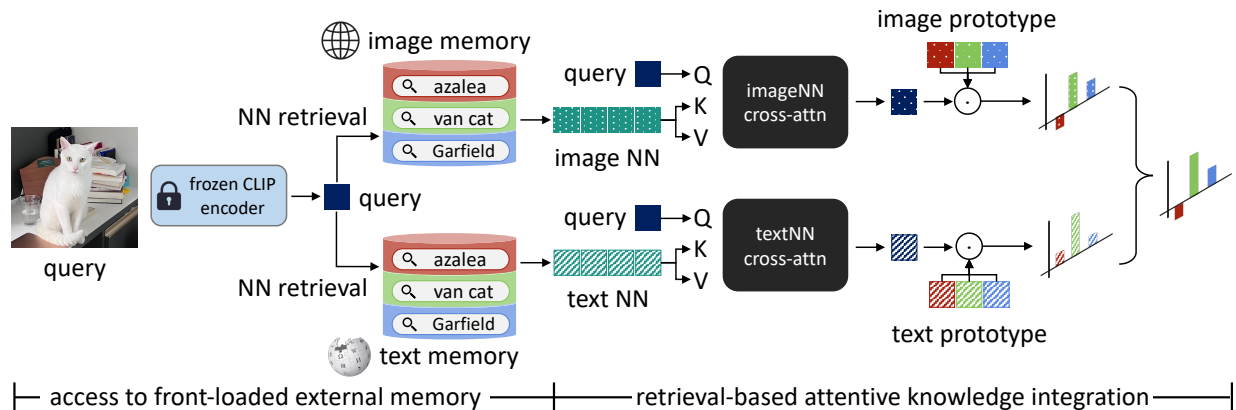 image memory
azalea
van cat
Garfield
NN retrieval
query
frozen CLIP
encoder
query
NN retrieval
azalea
van cat
Garfield
text memory
query
Q
K
V
image NN
imageNN
cross-attn
image prototype
query
Q
K
V
text NN
textNN
cross-attn
text prototype
access to front-loaded external memory
retrieval-based attentive knowledge integration